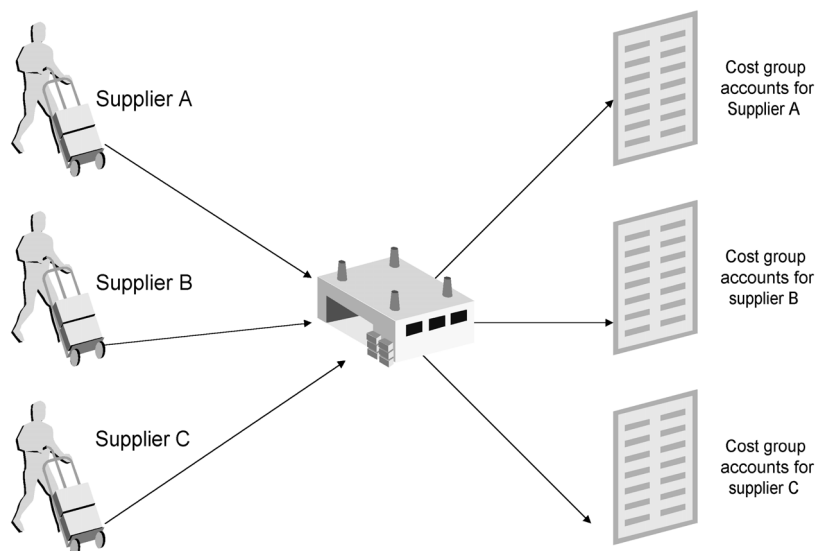 Supplier A
Cost group
accounts for
Supplier A
Supplier B
Cost group
accounts for
supplier B
Supplier C
Cost group
accounts for
supplier C